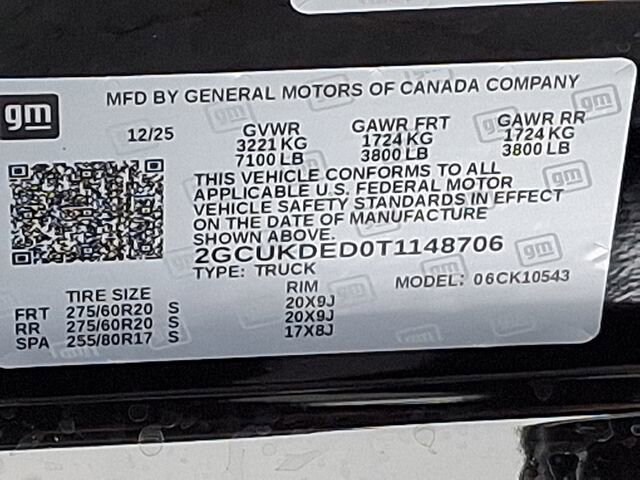 MFD BY GENERAL MOTORS OF CANADA COMPANY
gm
12/25 GVWR GAWR FRT GAWR RR
3221 KG 1724 KG 1724 KG
7100 LB 3800 LB 3800 LB
THIS VEHICLE CONFORMS TO ALL
APPLICABLE U.S. FEDERAL MOTOR
VEHICLE SAFETY STANDARDS IN EFFECT
ON THE DATE OF MANUFACTURE
SHOWN ABOVE.
2GCUKDED0T1148706
TYPE: TRUCK MODEL: 06CK10543
TIRE SIZE RIM
FRT 275/60R20 S 20X9J
RR 275/60R20 S 20X9J
SPA 255/80R17 S 17X8J